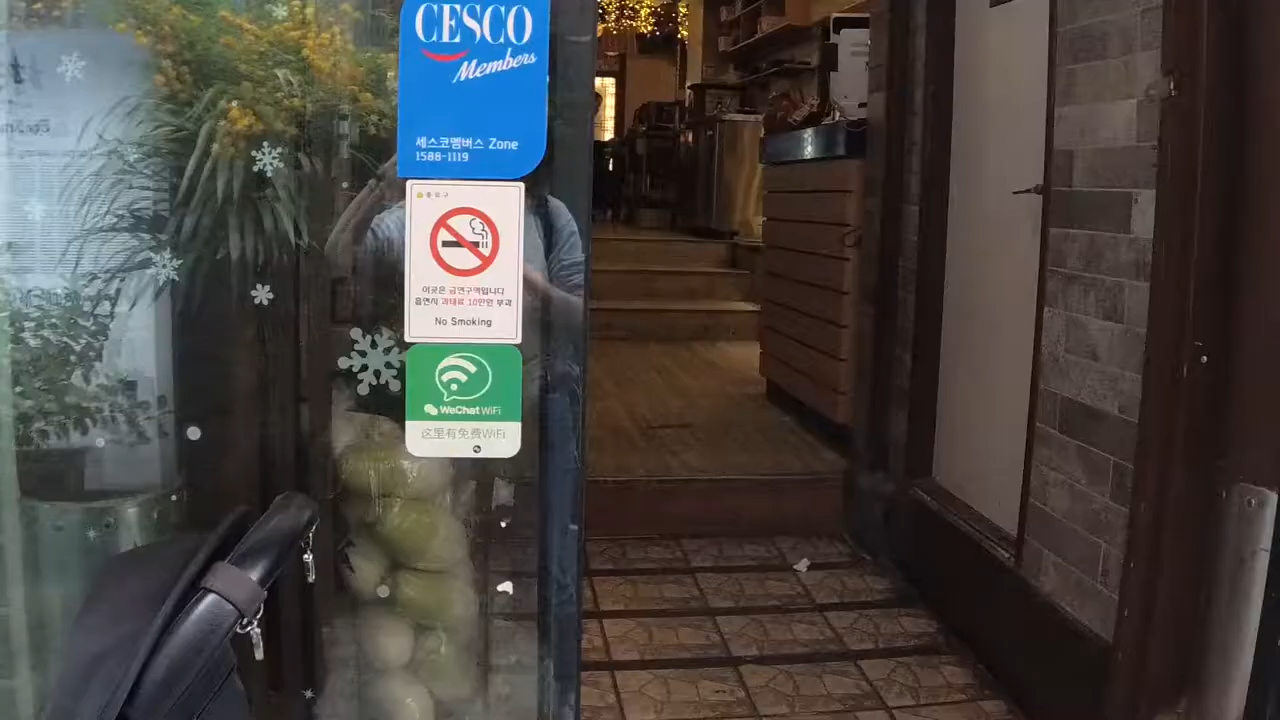 CESCO
Members
세스코멤버스 Zone
1588-1119
이곳은 금연구역입니다
흡연시 과태료 10만원 부과
No Smoking
WeChat WiFi
这里有免费WiFi